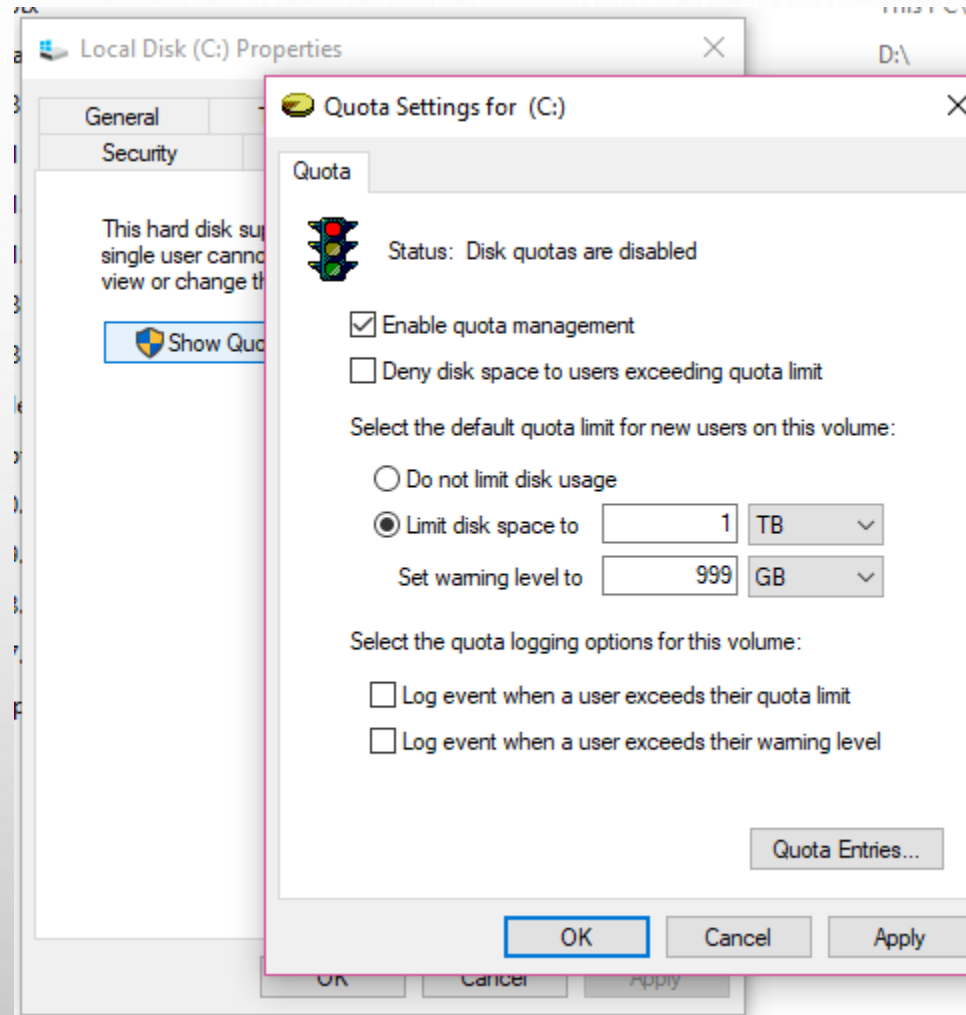 Local Disk (C:) Properties
D:\
General
Security
This hard disk
single user
view or change
Show
Quota Settings for (C:)
Quota
Status: Disk quotas are disabled
Enable quota management
Deny disk space to users exceeding quota limit
Select the default quota limit for new users on this volume:
Do not limit disk usage
Limit disk space to 1 TB
Set warning level to 999 GB
Select the quota logging options for this volume:
Log event when a user exceeds their quota limit
Log event when a user exceeds their warning level
Quota Entries...
OK Cancel Apply
OK Cancel Apply